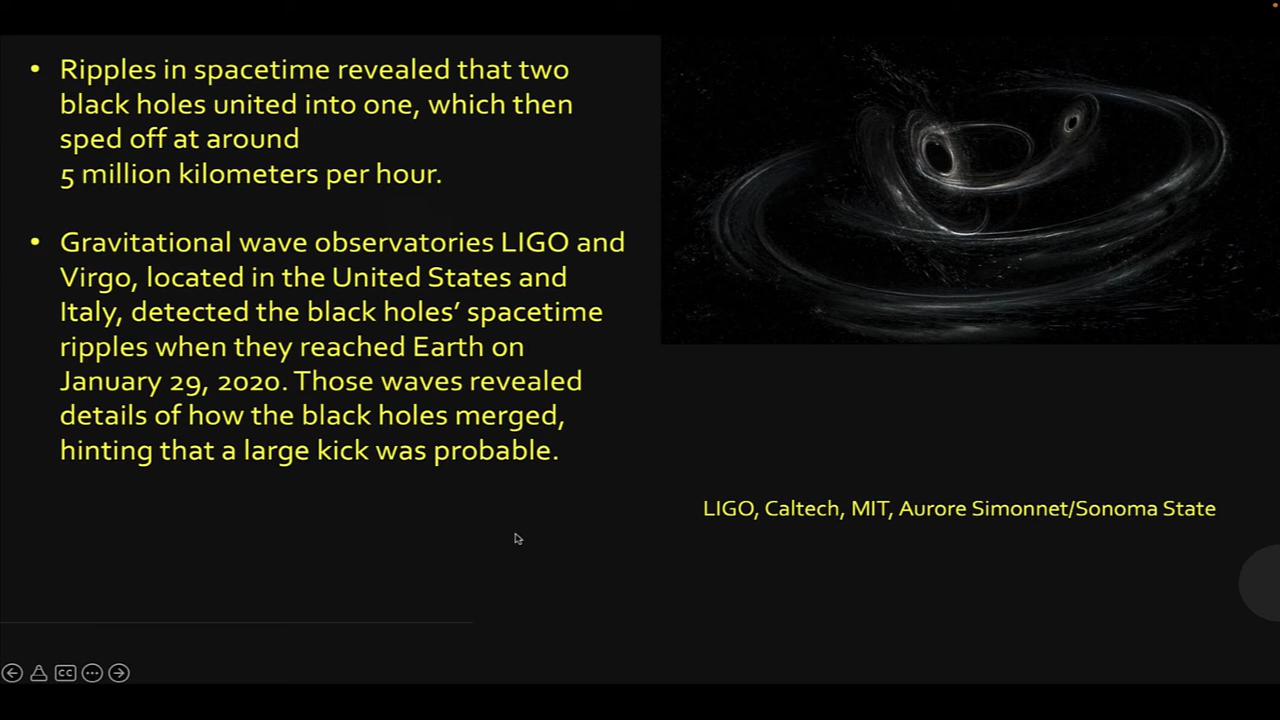 • Ripples in spacetime revealed that two
black holes united into one, which then
sped off at around
5 million kilometers per hour.
• Gravitational wave observatories LIGO and
Virgo, located in the United States and
Italy, detected the black holes’ spacetime
ripples when they reached Earth on
January 29, 2020. Those waves revealed
details of how the black holes merged,
hinting that a large kick was probable.
LIGO, Caltech, MIT, Aurore Simonnet/Sonoma State
CC